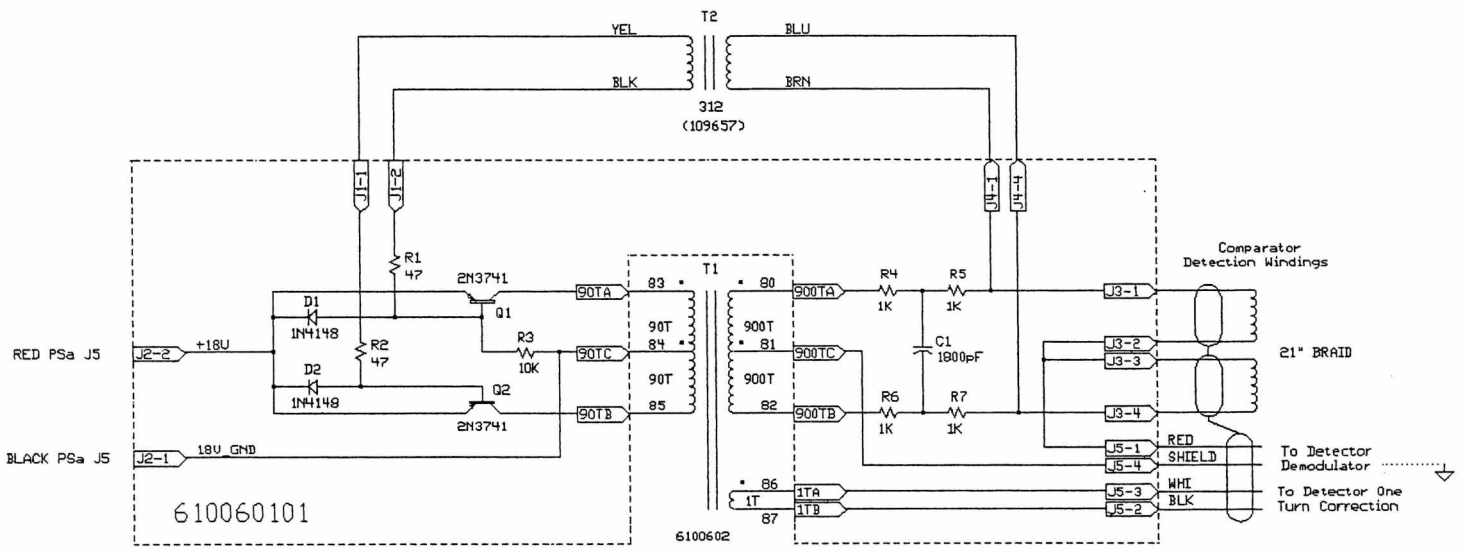 T2
YEL
BLU
BLK
BRN
312
(109657)
J1-1
J1-2
J4-1
J4-4
R1
47
2N3741
Q1
D1
1N4148
R2
47
R3
10K
RED PSa J5
J2-2
+18V
D2
1N4148
Q2
2N3741
BLACK PSa J5
J2-1
18V_GND
610060101
90TA
90TC
90TB
T1
83
90T
84
90T
85
80
900T
81
900T
82
86
1T
87
6100602
900TA
900TC
900TB
1TA
1TB
R4
1K
R5
1K
C1
1800pF
R6
1K
R7
1K
Comparator
Detection Windings
J3-1
J3-2
J3-3
J3-4
21" BRAID
J5-1
RED
J5-4
SHIELD
To Detector
Demodulator
J5-3
WHI
J5-2
BLK
To Detector One
Turn Correction